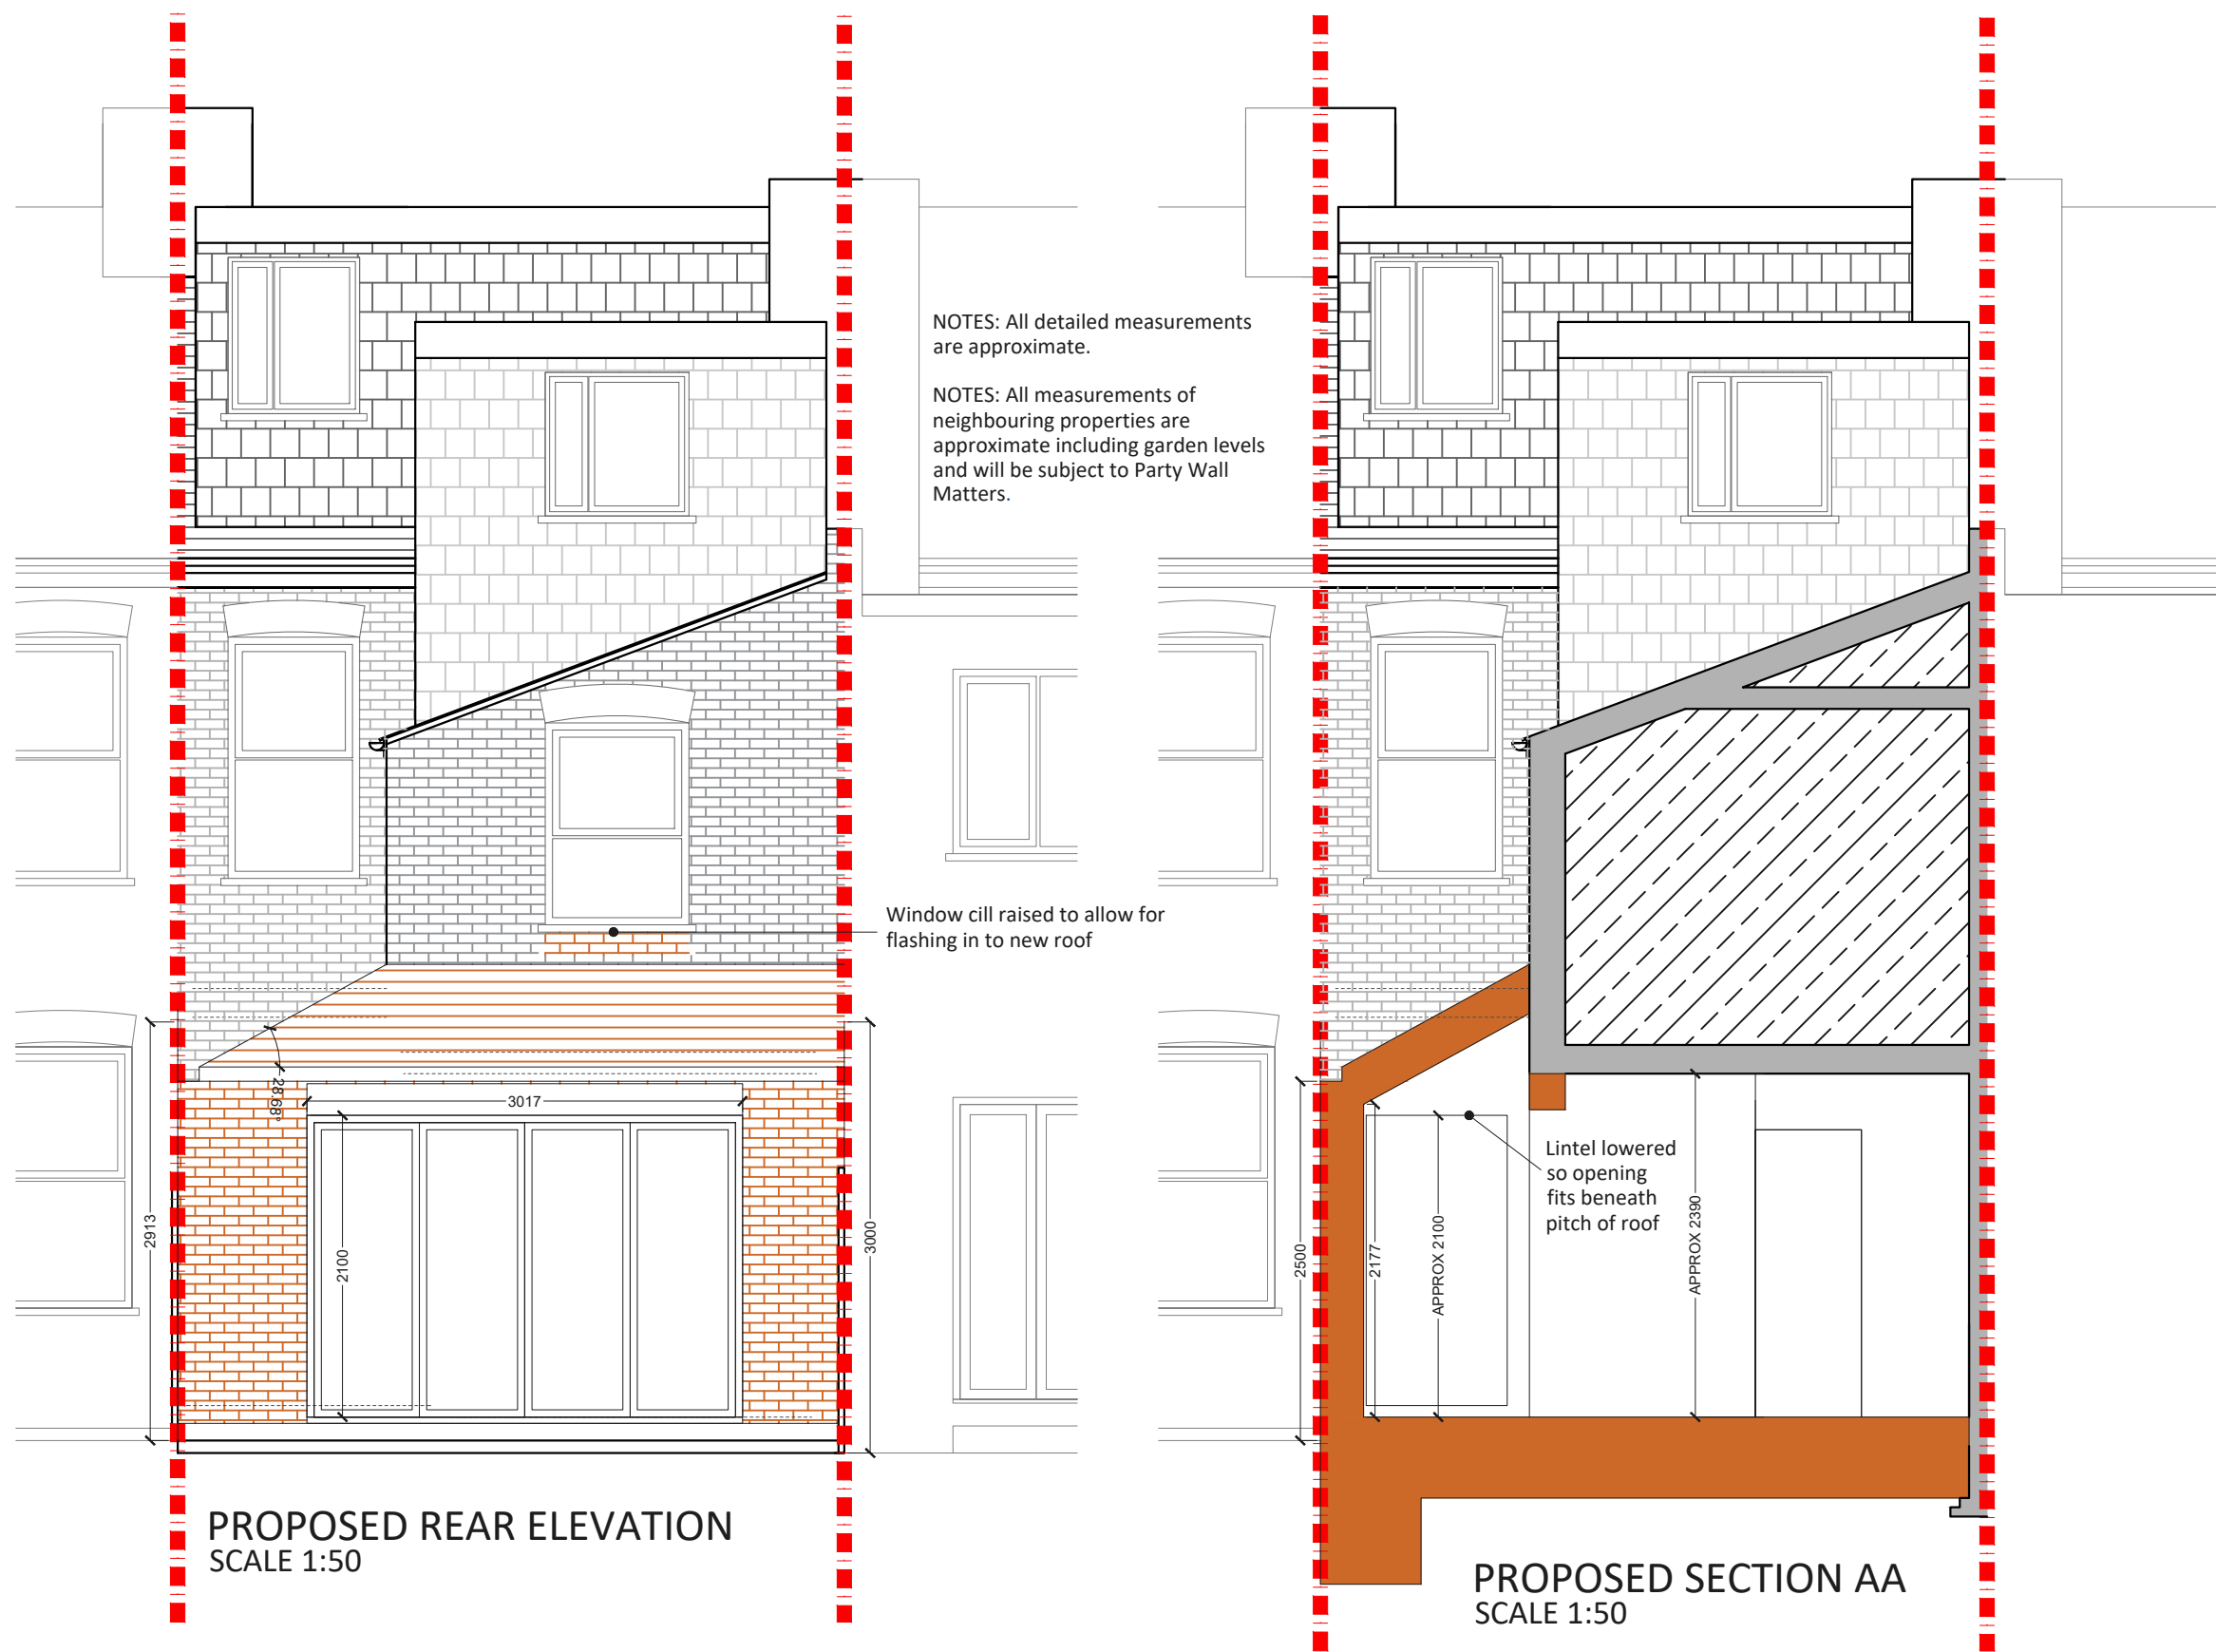 NOTES: All detailed measurements
are approximate.
NOTES: All measurements of
neighbouring properties are
approximate including garden levels
and will be subject to Party Wall
Matters.
Window cill raised to allow for
flashing in to new roof
28.68°
3017
2913
2100
3000
2500
2177
APPROX 2100
Lintel lowered
so opening
fits beneath
pitch of roof
APPROX 2390
PROPOSED REAR ELEVATION
SCALE 1:50
PROPOSED SECTION AA
SCALE 1:50